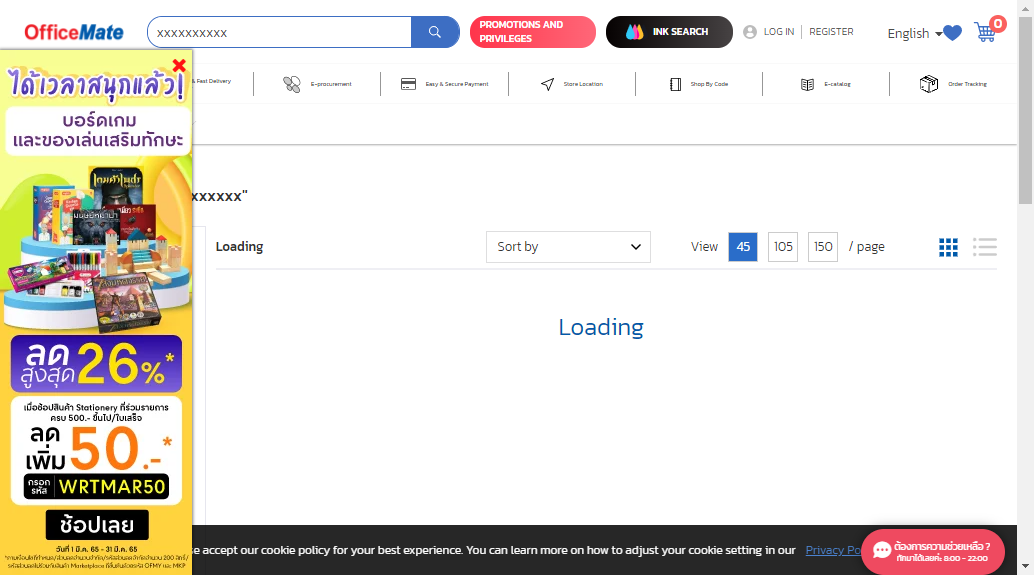 OfficeMate
xxxxxxxxxx
PROMOTIONS AND
PRIVILEGES
INK SEARCH
LOG IN
REGISTER
English
0
& Fast Delivery
E-procurement
Easy & Secure Payment
Store Location
Shop By Code
E-catalog
Order Tracking
ได้เวลาสนุกแล้ว!
บอร์ดเกม
และของเล่นเสริมทักษะ
ลด
สูงสุด 26%*
เมื่อช้อปสินค้า Stationery ที่ร่วมรายการ
ครบ 500.- ขึ้นไป/ใบเสร็จ
ลด
เพิ่ม 50.-*
กรอก
รหัส WRTMAR50
ช้อปเลย
วันที่ 1 มี.ค. 65 - 31 มี.ค. 65
xxxxxx"
Loading
Sort by
View 45 105 150 / page
Loading
e accept our cookie policy for your best experience. You can learn more on how to adjust your cookie setting in our Privacy Po
ต้องการความช่วยเหลือ ?
ทักมาได้เลยค่ะ 8:00 - 22:00